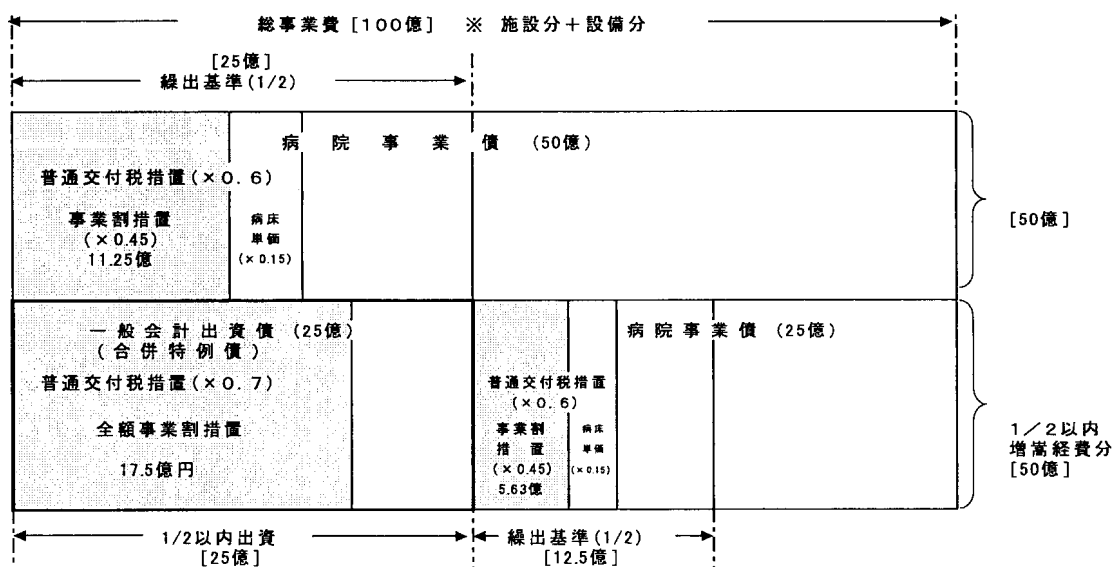 総事業費 [100億] ※ 施設分+設備分
[25億]
繰出基準(1/2)
病院事業債 (50億)
普通交付税措置(×0.6)
事業割措置
(×0.45)
11.25億
病床
単価
(×0.15)
[50億]
一般会計出資債 (25億)
(合併特例債)
普通交付税措置(×0.7)
全額事業割措置
17.5億円
病院事業債 (25億)
普通交付税措置
(×0.6)
事業割
措置
(×0.45)
5.63億
病床
単価
(×0.15)
1/2以内
増嵩経費分
[50億]
1/2以内出資
[25億]
繰出基準(1/2)
[12.5億]